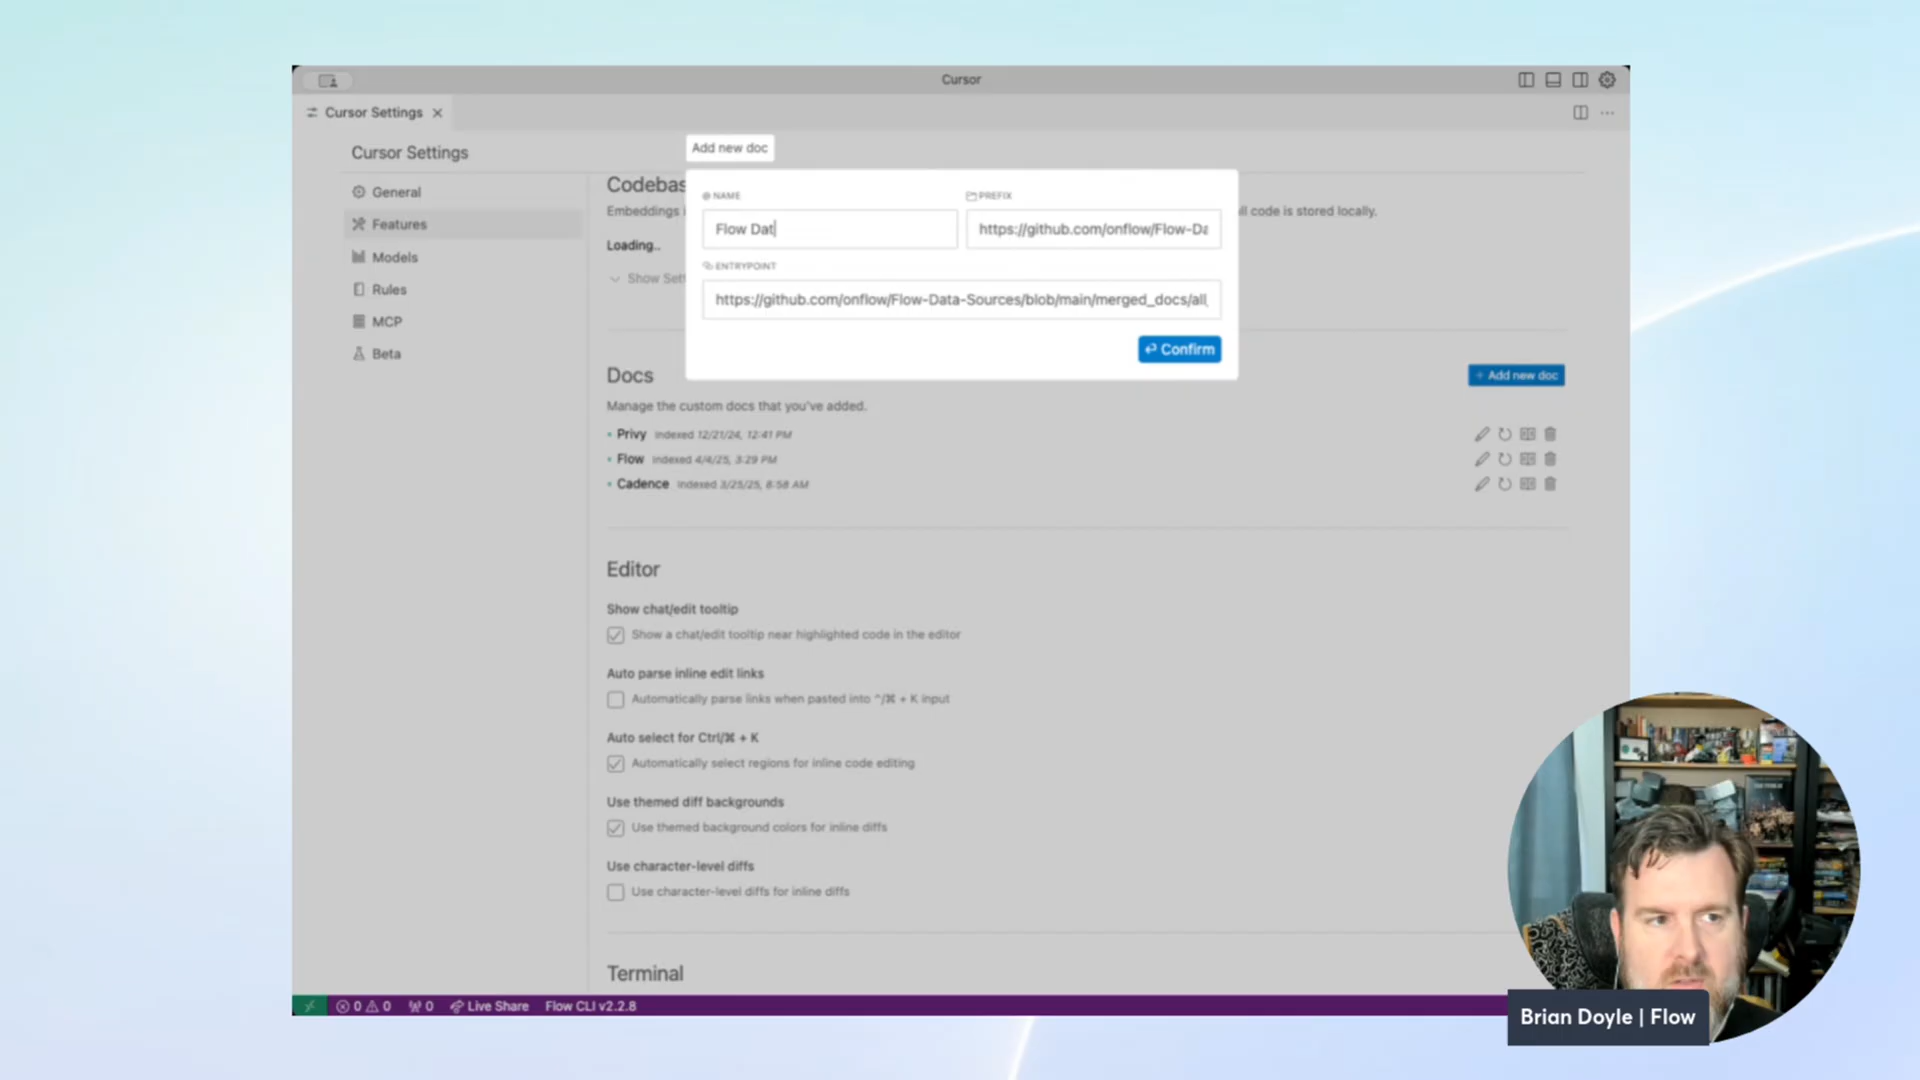 Cursor
Cursor Settings
Cursor Settings
General
Features
Models
Rules
MCP
Beta
Add new doc
NAME
PREFIX
Flow Dat
https://github.com/onflow/Flow-Da
ENTRYPOINT
https://github.com/onflow/Flow-Data-Sources/blob/main/merged_docs/all_
Confirm
Codebas
Embeddings
ll code is stored locally.
Loading..
Show Sett
Docs
+ Add new doc
Manage the custom docs that you've added.
Privy Indexed 12/21/24, 12:41 PM
Flow Indexed 4/4/25, 3:29 PM
Cadence Indexed 3/25/25, 8:58 AM
Editor
Show chat/edit tooltip
Show a chat/edit tooltip near highlighted code in the editor
Auto parse inline edit links
Automatically parse links when pasted into ^/⌘ + K input
Auto select for Ctrl/⌘ + K
Automatically select regions for inline code editing
Use themed diff backgrounds
Use themed background colors for inline diffs
Use character-level diffs
Use character-level diffs for inline diffs
Terminal
0 0 0 Live Share Flow CLI v2.2.8
Brian Doyle | Flow